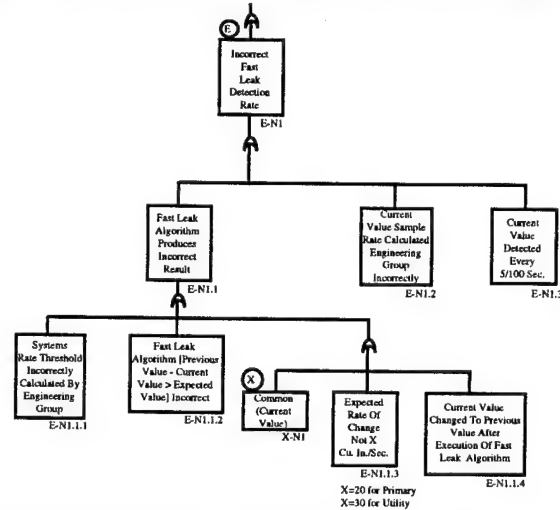 E
Incorrect
Fast
Leak
Detection
Rate
E-N1
Fast Leak
Algorithm
Produces
Incorrect
Result
E-N1.1
Current
Value Sample
Rate Calculated
Engineering
Group
Incorrectly
E-N1.2
Current
Value
Detected
Every
5/100 Sec.
E-N1.3
Systems
Rate Threshold
Incorrectly
Calculated By
Engineering
Group
E-N1.1.1
Fast Leak
Algorithm [Previous
Value - Current
Value > Expected
Value] Incorrect
E-N1.1.2
X
Common
(Current
Value)
X-N1
Expected
Rate Of
Change
Not X
Cu. In./Sec.
E-N1.1.3
X=20 for Primary
X=30 for Utility
Current Value
Changed To Previous
Value After
Execution Of Fast
Leak Algorithm
E-N1.1.4